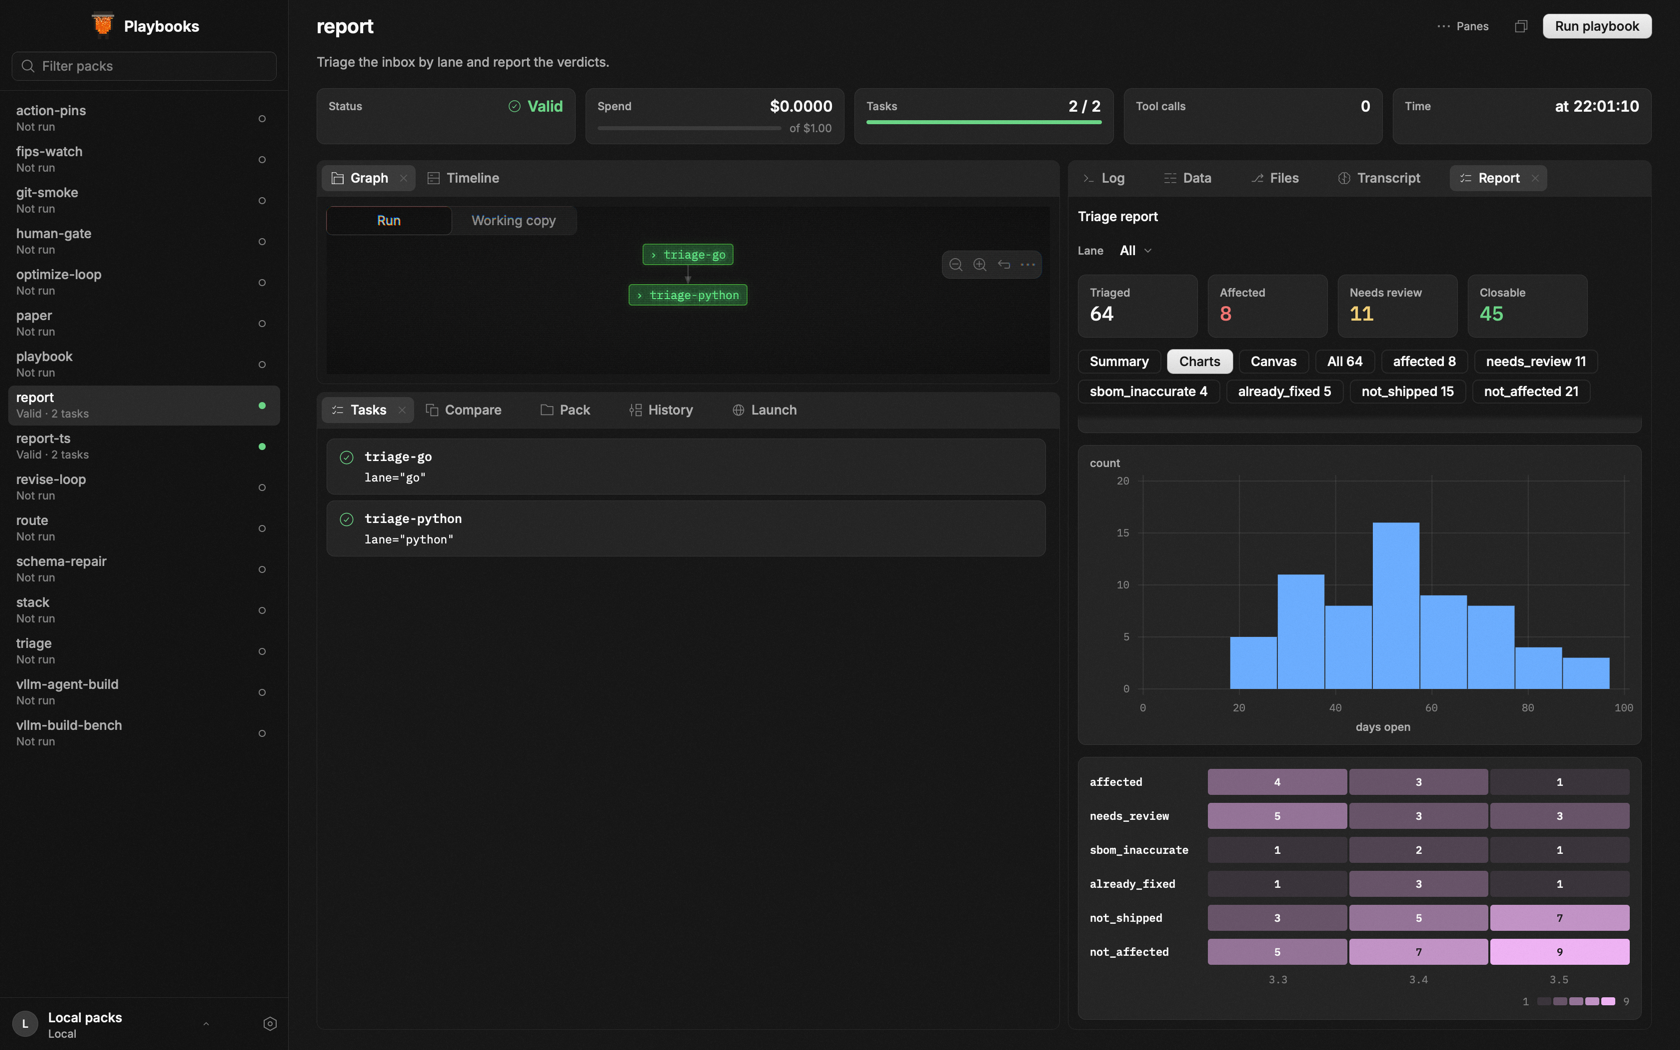 Playbooks
Filter packs
action-pins
Not run
fips-watch
Not run
git-smoke
Not run
human-gate
Not run
optimize-loop
Not run
paper
Not run
playbook
Not run
report
Valid · 2 tasks
report-ts
Valid · 2 tasks
revise-loop
Not run
route
Not run
schema-repair
Not run
stack
Not run
triage
Not run
vllm-agent-build
Not run
vllm-build-bench
Not run
L
Local packs
Local
report
Panes
Run playbook
Triage the inbox by lane and report the verdicts.
Status
Valid
Spend
$0.0000
of $1.00
Tasks
2 / 2
Tool calls
0
Time
at 22:01:10
Graph
Timeline
Run
Working copy
› triage-go
› triage-python
Tasks
Compare
Pack
History
Launch
triage-go
lane="go"
triage-python
lane="python"
Log
Data
Files
Transcript
Report
Triage report
Lane All
Triaged
64
Affected
8
Needs review
11
Closable
45
Summary
Charts
Canvas
All 64
affected 8
needs_review 11
sbom_inaccurate 4
already_fixed 5
not_shipped 15
not_affected 21
count
20
15
10
5
0
0 20 40 60 80 100
days open
affected 4 3 1
needs_review 5 3 3
sbom_inaccurate 1 2 1
already_fixed 1 3 1
not_shipped 3 5 7
not_affected 5 7 9
3.3 3.4 3.5
1 9